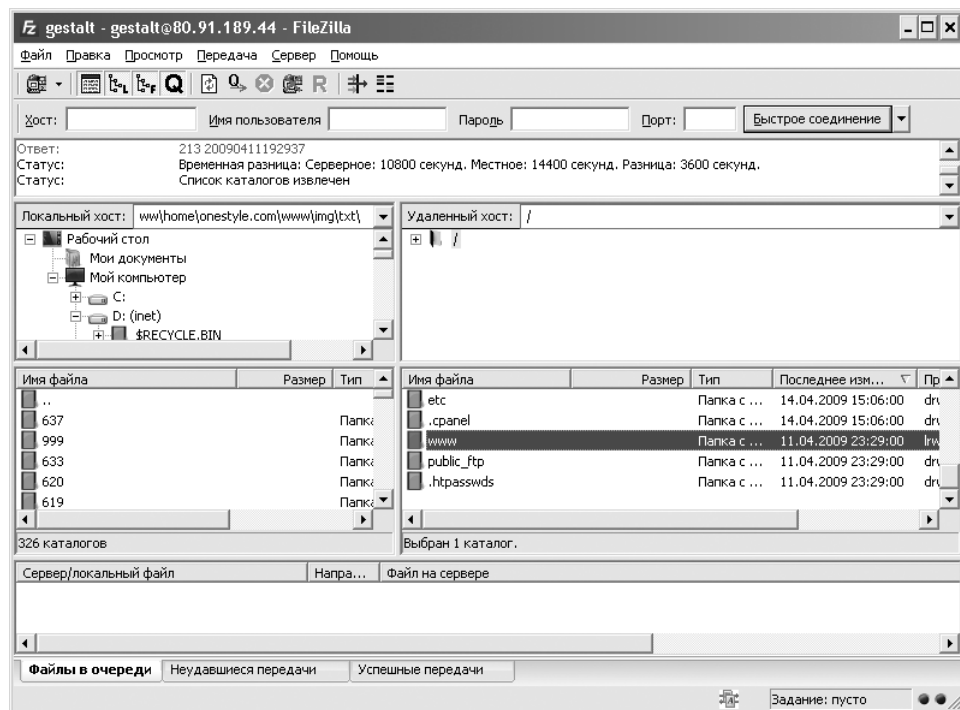 gestalt - gestalt@80.91.189.44 - FileZilla
Файл Правка Просмотр Передача Сервер Помощь
Хост: Имя пользователя Пароль Порт: Быстрое соединение
Ответ: 213 20090411192937
Статус: Временная разница: Серверное: 10800 секунд. Местное: 14400 секунд. Разница: 3600 секунд.
Статус: Список каталогов извлечен
Локальный хост: ww\home\onestyle.com\www\img\txt\ Удаленный хост: /
Рабочий стол /
Мои документы
Мой компьютер
C:
D: (inet)
$RECYCLE.BIN
Имя файла Размер Тип Имя файла Размер Тип Последнее изм... Пр
.. etc Папка с ... 14.04.2009 15:06:00 drw
637 Папка .cpanel Папка с ... 14.04.2009 15:06:00 drw
999 Папка www Папка с ... 11.04.2009 23:29:00 lrw
633 Папка public_ftp Папка с ... 11.04.2009 23:29:00 drw
620 Папка .htpasswds Папка с ... 11.04.2009 23:29:00 drw
619 Папка
326 каталогов Выбран 1 каталог.
Сервер/локальный файл Напра... Файл на сервере
Файлы в очереди Неудавшиеся передачи Успешные передачи
Задание: пусто